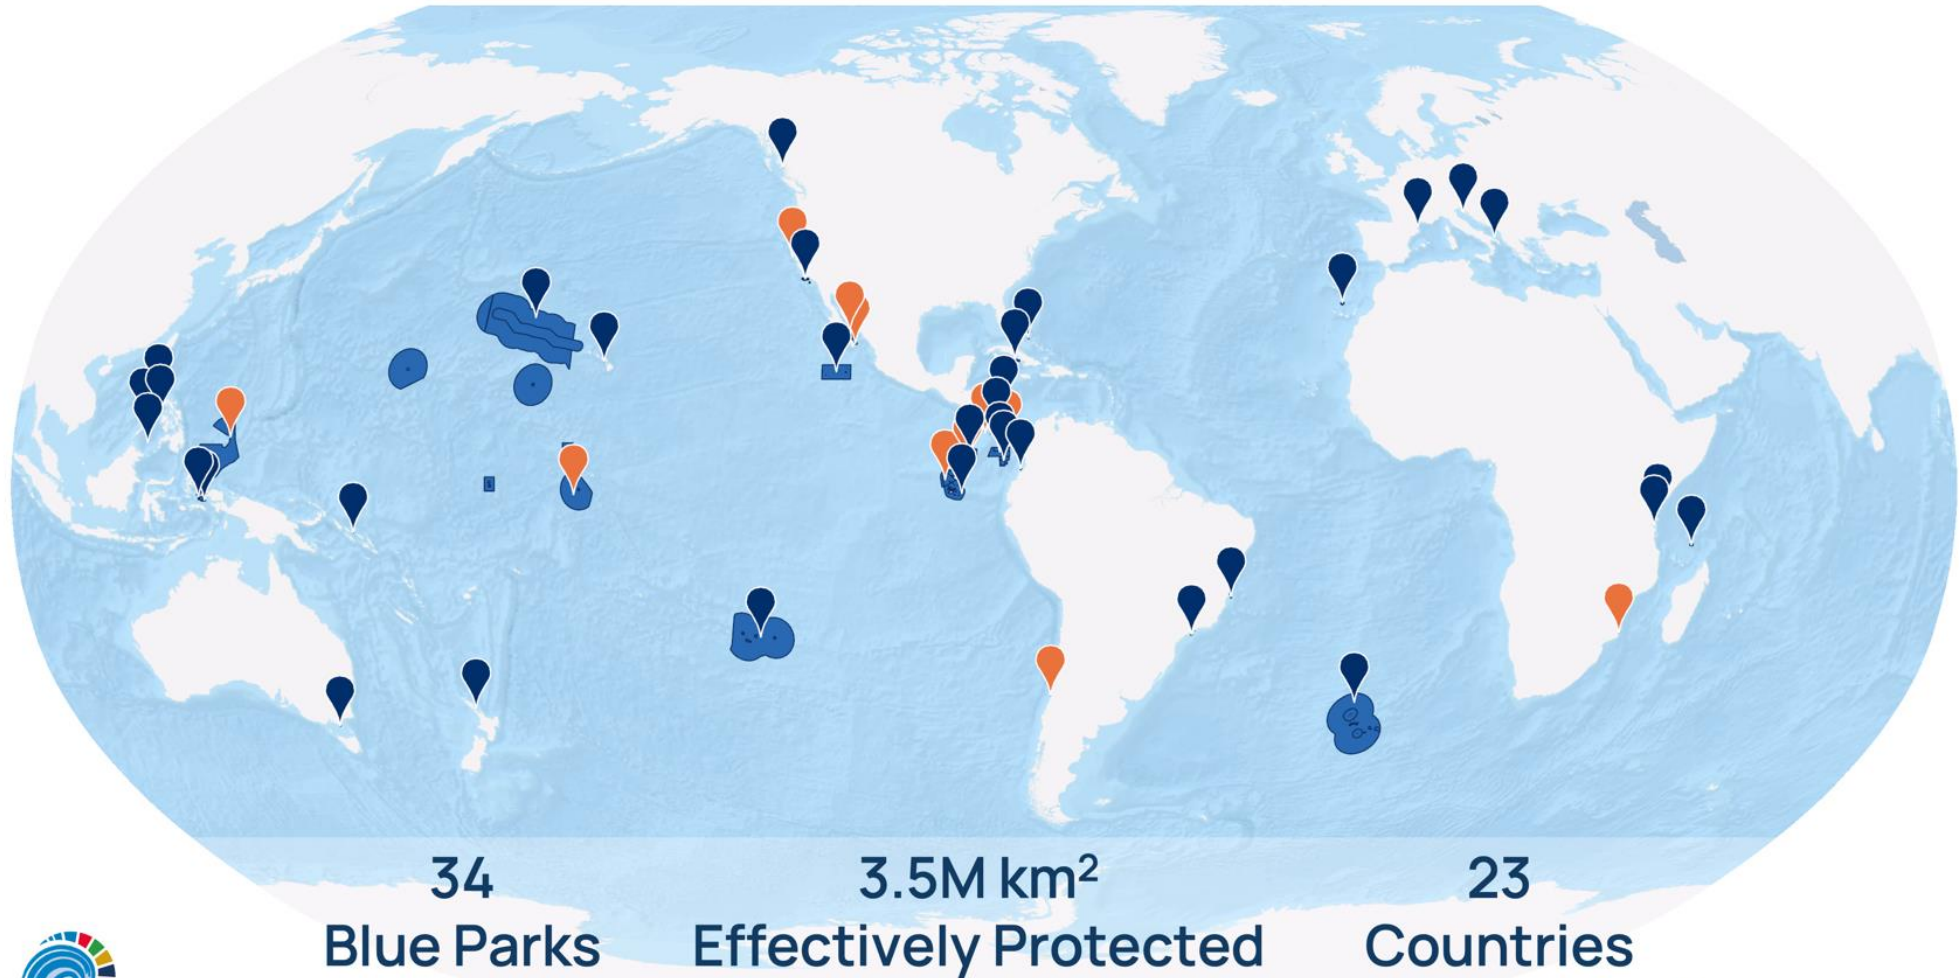 34
Blue Parks
3.5M km²
Effectively Protected
23
Countries